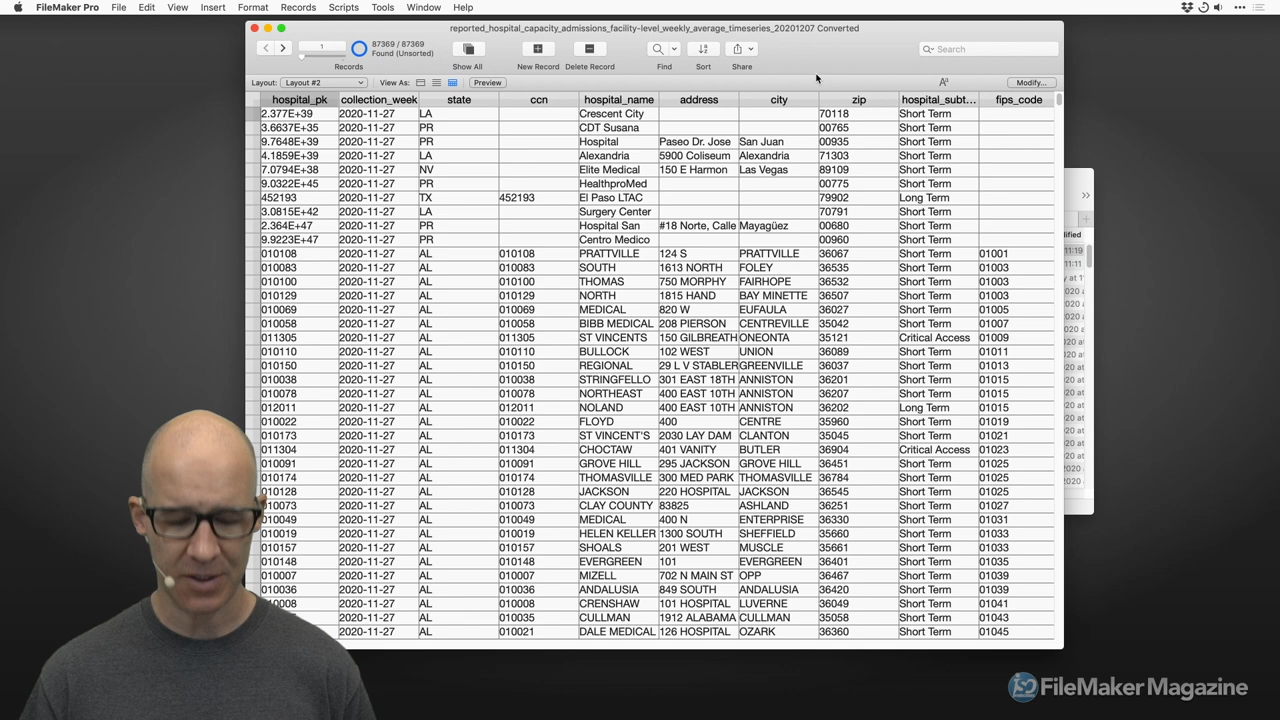 FileMaker Pro File Edit View Insert Format Records Scripts Tools Window Help
reported_hospital_capacity_admissions_facility-level_weekly_average_timeseries_20201207 Converted
1 87369 / 87369 Found (Unsorted) Search
Records Show All New Record Delete Record Find Sort Share
Layout: Layout #2 View As: Preview Modify...
hospital_pk collection_week state ccn hospital_name address city zip hospital_subt... fips_code
2.377E+39 2020-11-27 LA Crescent City 70118 Short Term
3.6637E+35 2020-11-27 PR CDT Susana 00765 Short Term
9.7648E+39 2020-11-27 PR Hospital Paseo Dr. Jose San Juan 00935 Short Term
4.1859E+39 2020-11-27 LA Alexandria 5900 Coliseum Alexandria 71303 Short Term
7.0794E+38 2020-11-27 NV Elite Medical 150 E Harmon Las Vegas 89109 Short Term
9.0322E+45 2020-11-27 PR HealthproMed 00775 Short Term
452193 2020-11-27 TX 452193 El Paso LTAC 79902 Long Term
3.0815E+42 2020-11-27 LA Surgery Center 70791 Short Term
2.364E+47 2020-11-27 PR Hospital San #18 Norte, Calle Mayagüez 00680 Short Term
9.9223E+47 2020-11-27 PR Centro Medico 00960 Short Term
010108 2020-11-27 AL 010108 PRATTVILLE 124 S PRATTVILLE 36067 Short Term 01001
010083 2020-11-27 AL 010083 SOUTH 1613 NORTH FOLEY 36535 Short Term 01003
010100 2020-11-27 AL 010100 THOMAS 750 MORPHY FAIRHOPE 36532 Short Term 01003
010129 2020-11-27 AL 010129 NORTH 1815 HAND BAY MINETTE 36507 Short Term 01003
010069 2020-11-27 AL 010069 MEDICAL 820 W EUFAULA 36027 Short Term 01005
010058 2020-11-27 AL 010058 BIBB MEDICAL 208 PIERSON CENTREVILLE 35042 Short Term 01007
011305 2020-11-27 AL 011305 ST VINCENTS 150 GILBREATH ONEONTA 35121 Critical Access 01009
010110 2020-11-27 AL 010110 BULLOCK 102 WEST UNION 36089 Short Term 01011
010150 2020-11-27 AL 010150 REGIONAL 29 L V STABLER GREENVILLE 36037 Short Term 01013
010038 2020-11-27 AL 010038 STRINGFELLO 301 EAST 18TH ANNISTON 36201 Short Term 01015
010078 2020-11-27 AL 010078 NORTHEAST 400 EAST 10TH ANNISTON 36207 Short Term 01015
012011 2020-11-27 AL 012011 NOLAND 400 EAST 10TH ANNISTON 36202 Long Term 01015
010022 2020-11-27 AL 010022 FLOYD 400 CENTRE 35960 Short Term 01019
010173 2020-11-27 AL 010173 ST VINCENT'S 2030 LAY DAM CLANTON 35045 Short Term 01021
011304 2020-11-27 AL 011304 CHOCTAW 401 VANITY BUTLER 36904 Critical Access 01023
010091 2020-11-27 AL 010091 GROVE HILL 295 JACKSON GROVE HILL 36451 Short Term 01025
010174 2020-11-27 AL 010174 THOMASVILLE 300 MED PARK THOMASVILLE 36784 Short Term 01025
010128 2020-11-27 AL 010128 JACKSON 220 HOSPITAL JACKSON 36545 Short Term 01025
010073 2020-11-27 AL 010073 CLAY COUNTY 83825 ASHLAND 36251 Short Term 01027
010049 2020-11-27 AL 010049 MEDICAL 400 N ENTERPRISE 36330 Short Term 01031
010019 2020-11-27 AL 010019 HELEN KELLER 1300 SOUTH SHEFFIELD 35660 Short Term 01033
010157 2020-11-27 AL 010157 SHOALS 201 WEST MUSCLE 35661 Short Term 01033
010148 2020-11-27 AL 010148 EVERGREEN 101 EVERGREEN 36401 Short Term 01035
010007 2020-11-27 AL 010007 MIZELL 702 N MAIN ST OPP 36467 Short Term 01039
010036 2020-11-27 AL 010036 ANDALUSIA 849 SOUTH ANDALUSIA 36420 Short Term 01039
2020-11-27 AL 010008 CRENSHAW 101 HOSPITAL LUVERNE 36049 Short Term 01041
2020-11-27 AL 010035 CULLMAN 1912 ALABAMA CULLMAN 35058 Short Term 01043
2020-11-27 AL 010021 DALE MEDICAL 126 HOSPITAL OZARK 36360 Short Term 01045
FileMaker Magazine